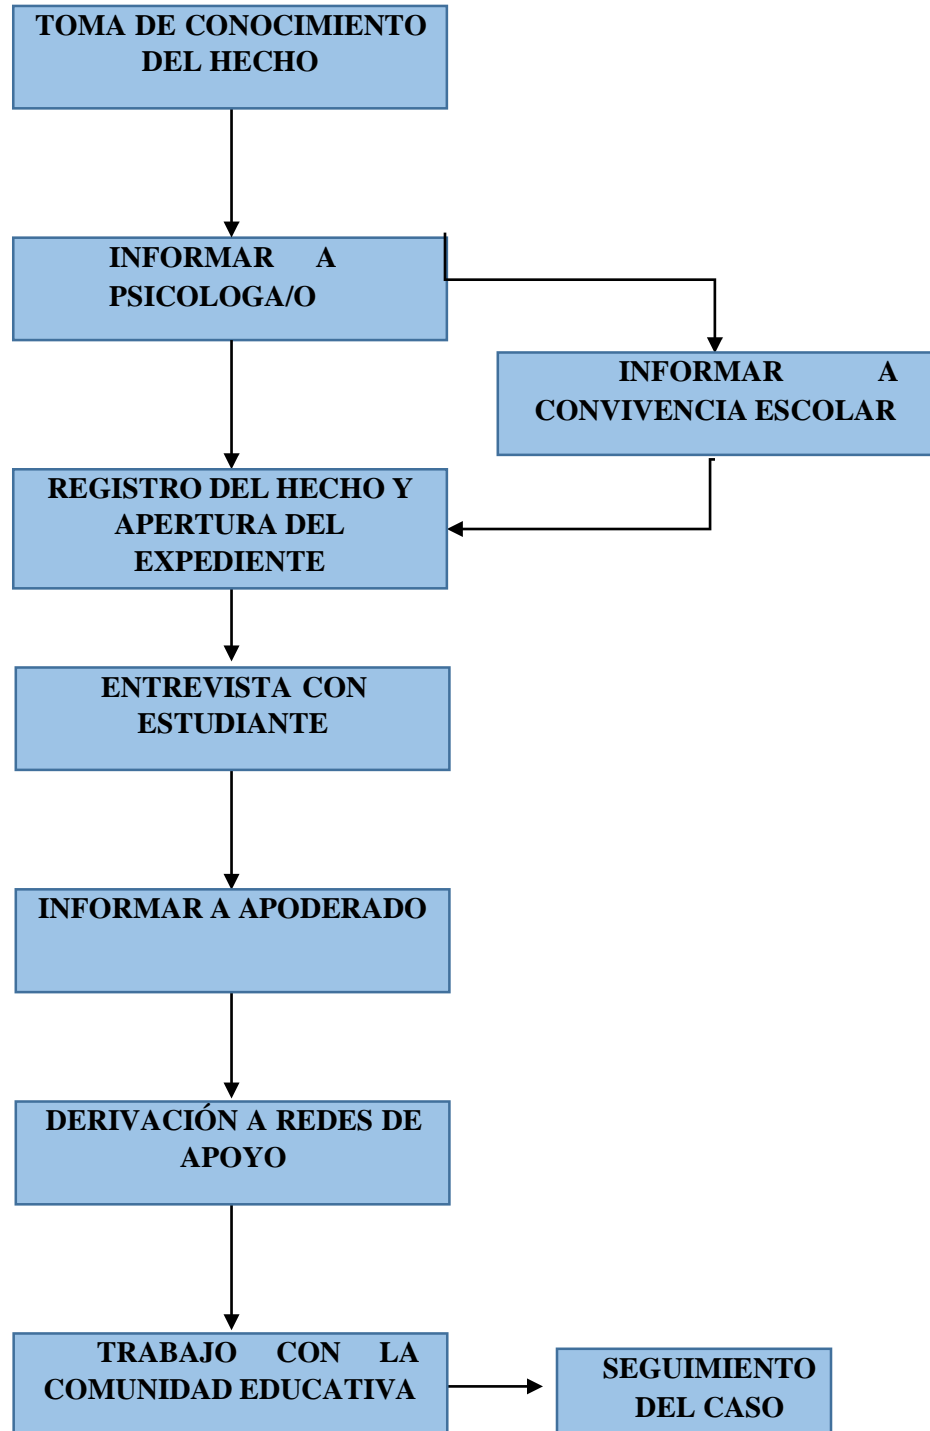 TOMA DE CONOCIMIENTO
DEL HECHO
INFORMAR A
PSICOLOGA/O
INFORMAR A
CONVIVENCIA ESCOLAR
REGISTRO DEL HECHO Y
APERTURA DEL
EXPEDIENTE
ENTREVISTA CON
ESTUDIANTE
INFORMAR A APODERADO
DERIVACIÓN A REDES DE
APOYO
TRABAJO CON LA
COMUNIDAD EDUCATIVA
SEGUIMIENTO
DEL CASO